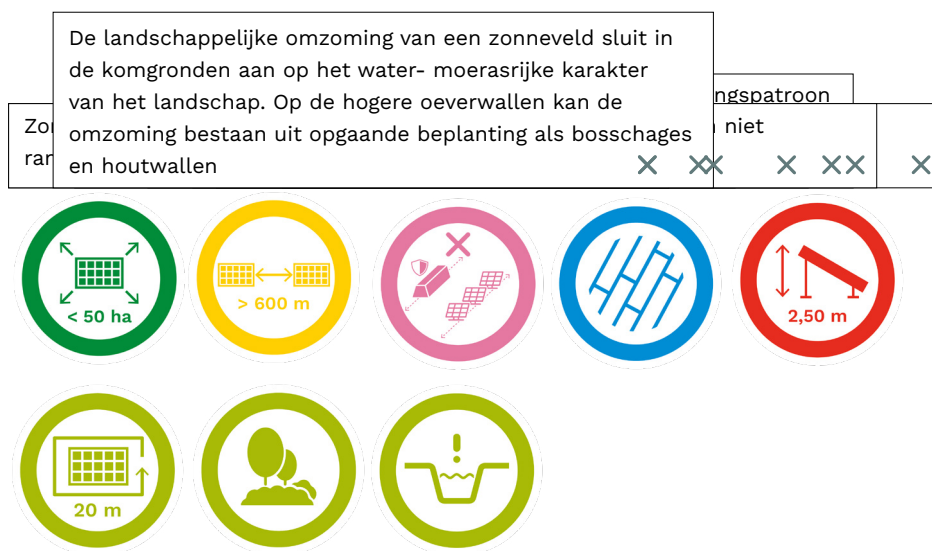 De landschappelijke omzoming van een zonneveld sluit in
de komgronden aan op het water- moerasrijke karakter
van het landschap. Op de hogere oeverwallen kan de
omzoming bestaan uit opgaande beplanting als bosschages
en houtwallen
niet
< 50 ha
> 600 m
2,50 m
20 m